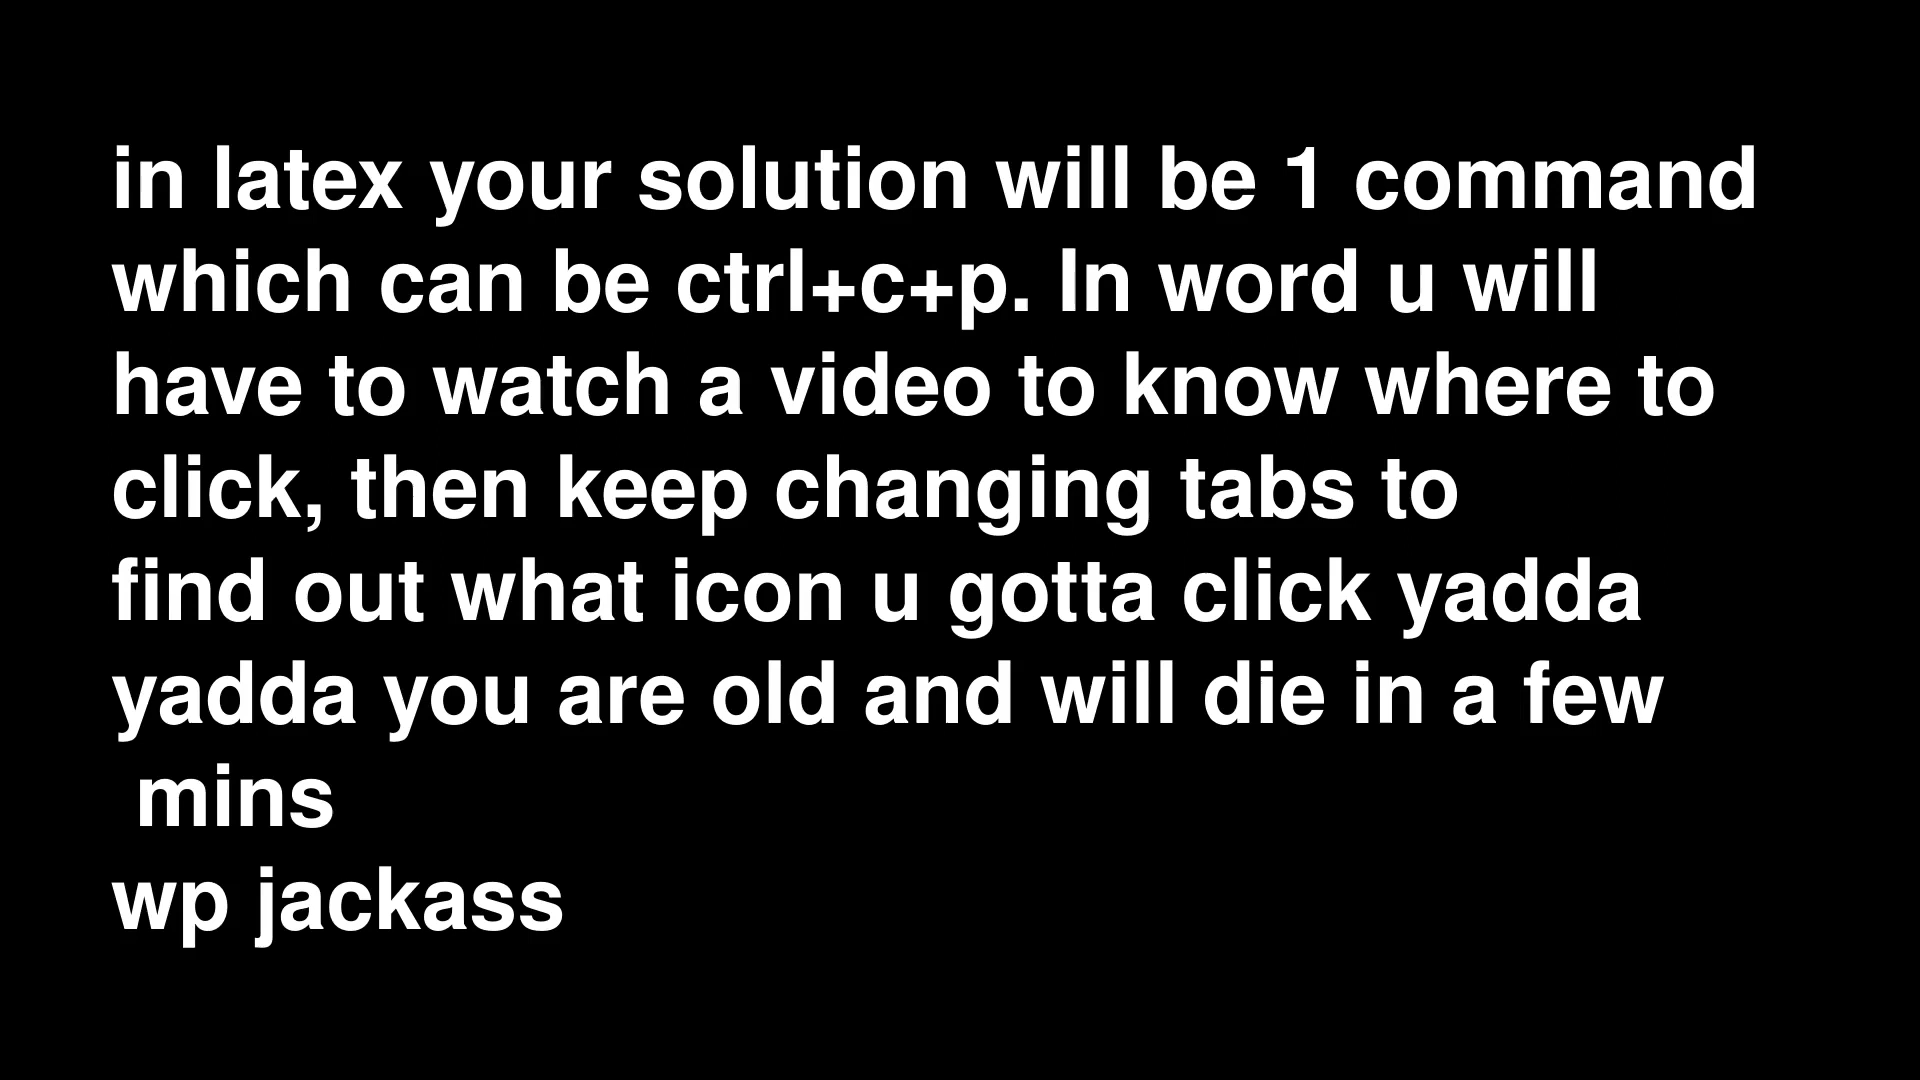 in latex your solution will be 1 command
which can be ctrl+c+p. In word u will
have to watch a video to know where to
click, then keep changing tabs to
find out what icon u gotta click yadda
yadda you are old and will die in a few
mins
wp jackass